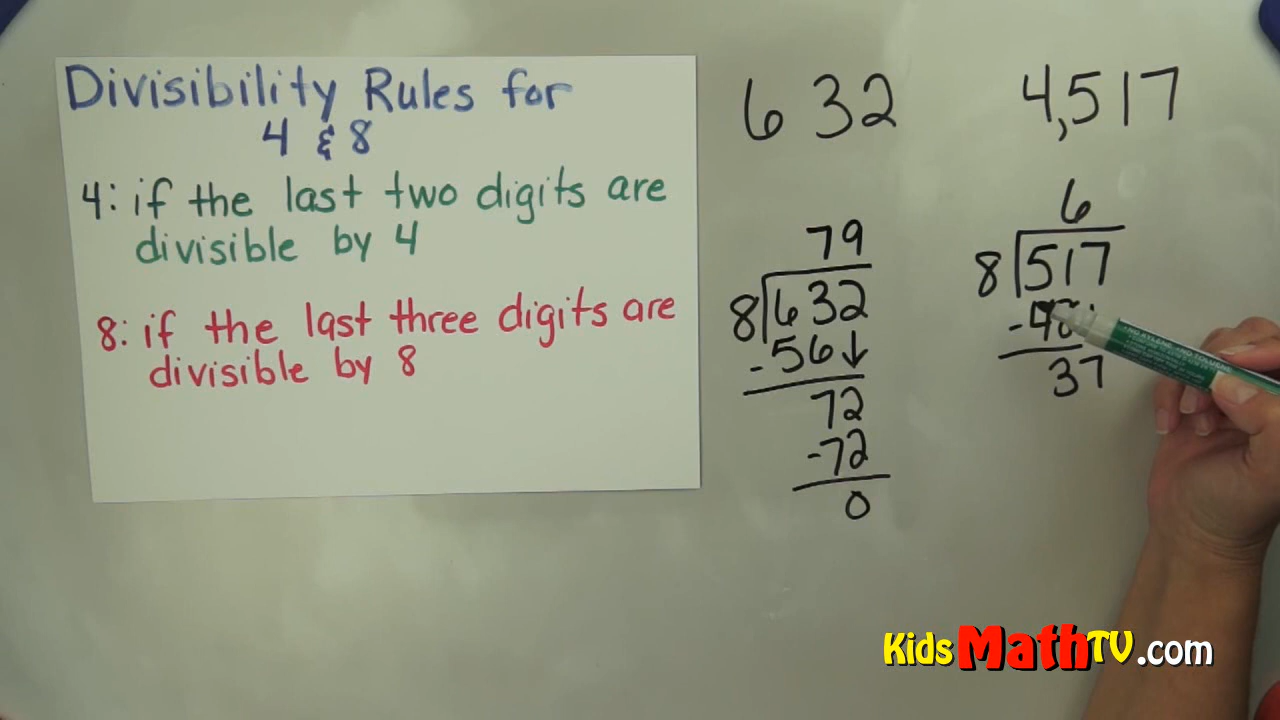 Divisibility Rules for
4 & 8
4: if the last two digits are
divisible by 4
8: if the last three digits are
divisible by 8
632
79
8 632
-56↓
72
-72
0
4,517
6
8 517
37
KidsMathTV.com